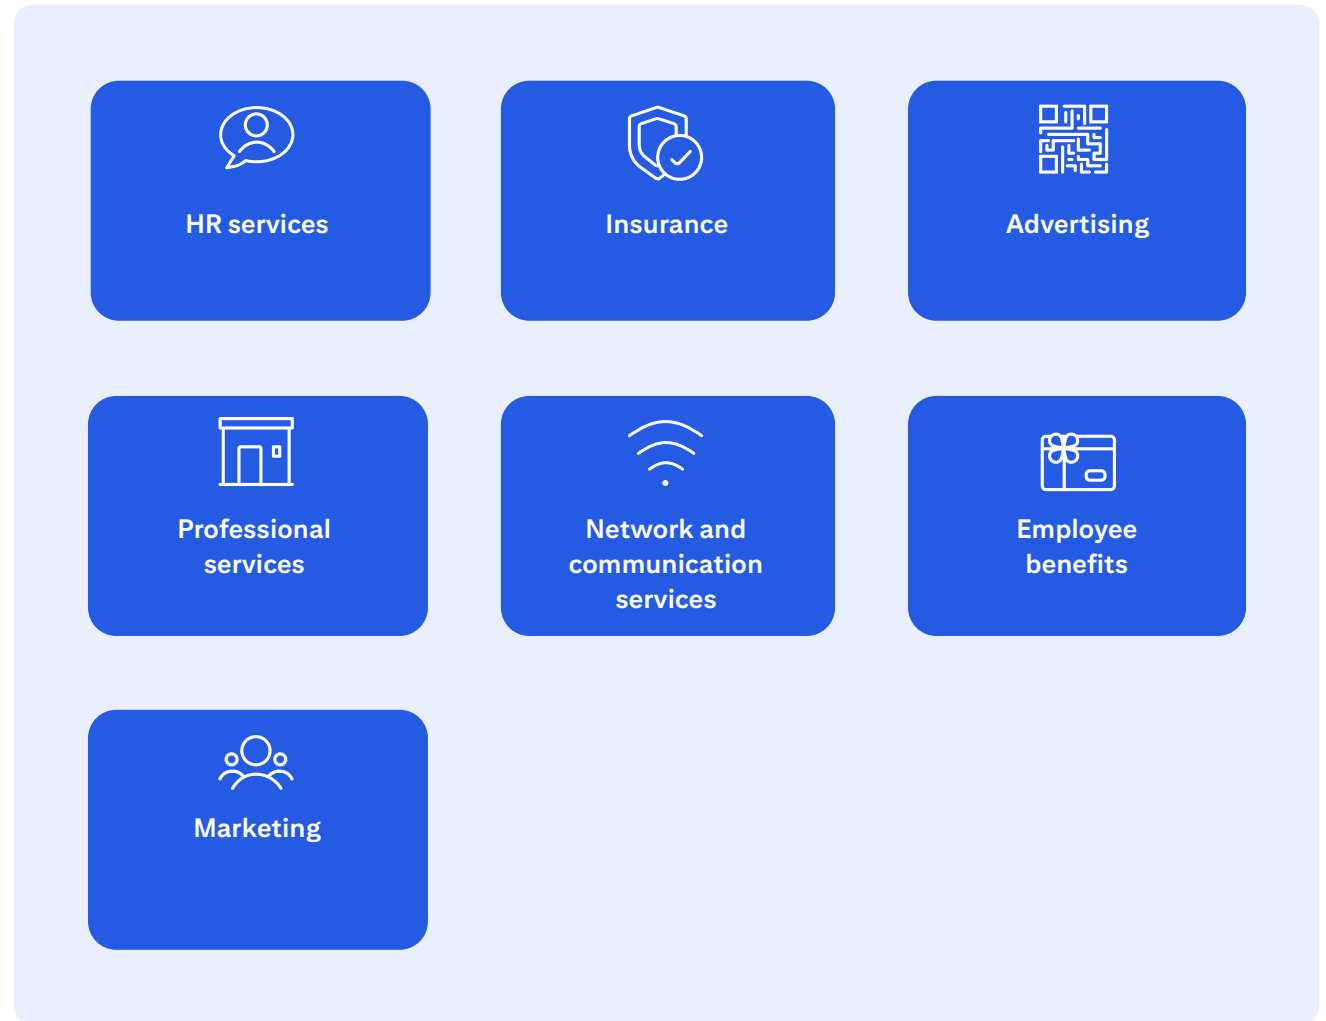 HR services
Insurance
Advertising
Professional
services
Network and
communication
services
Employee
benefits
Marketing